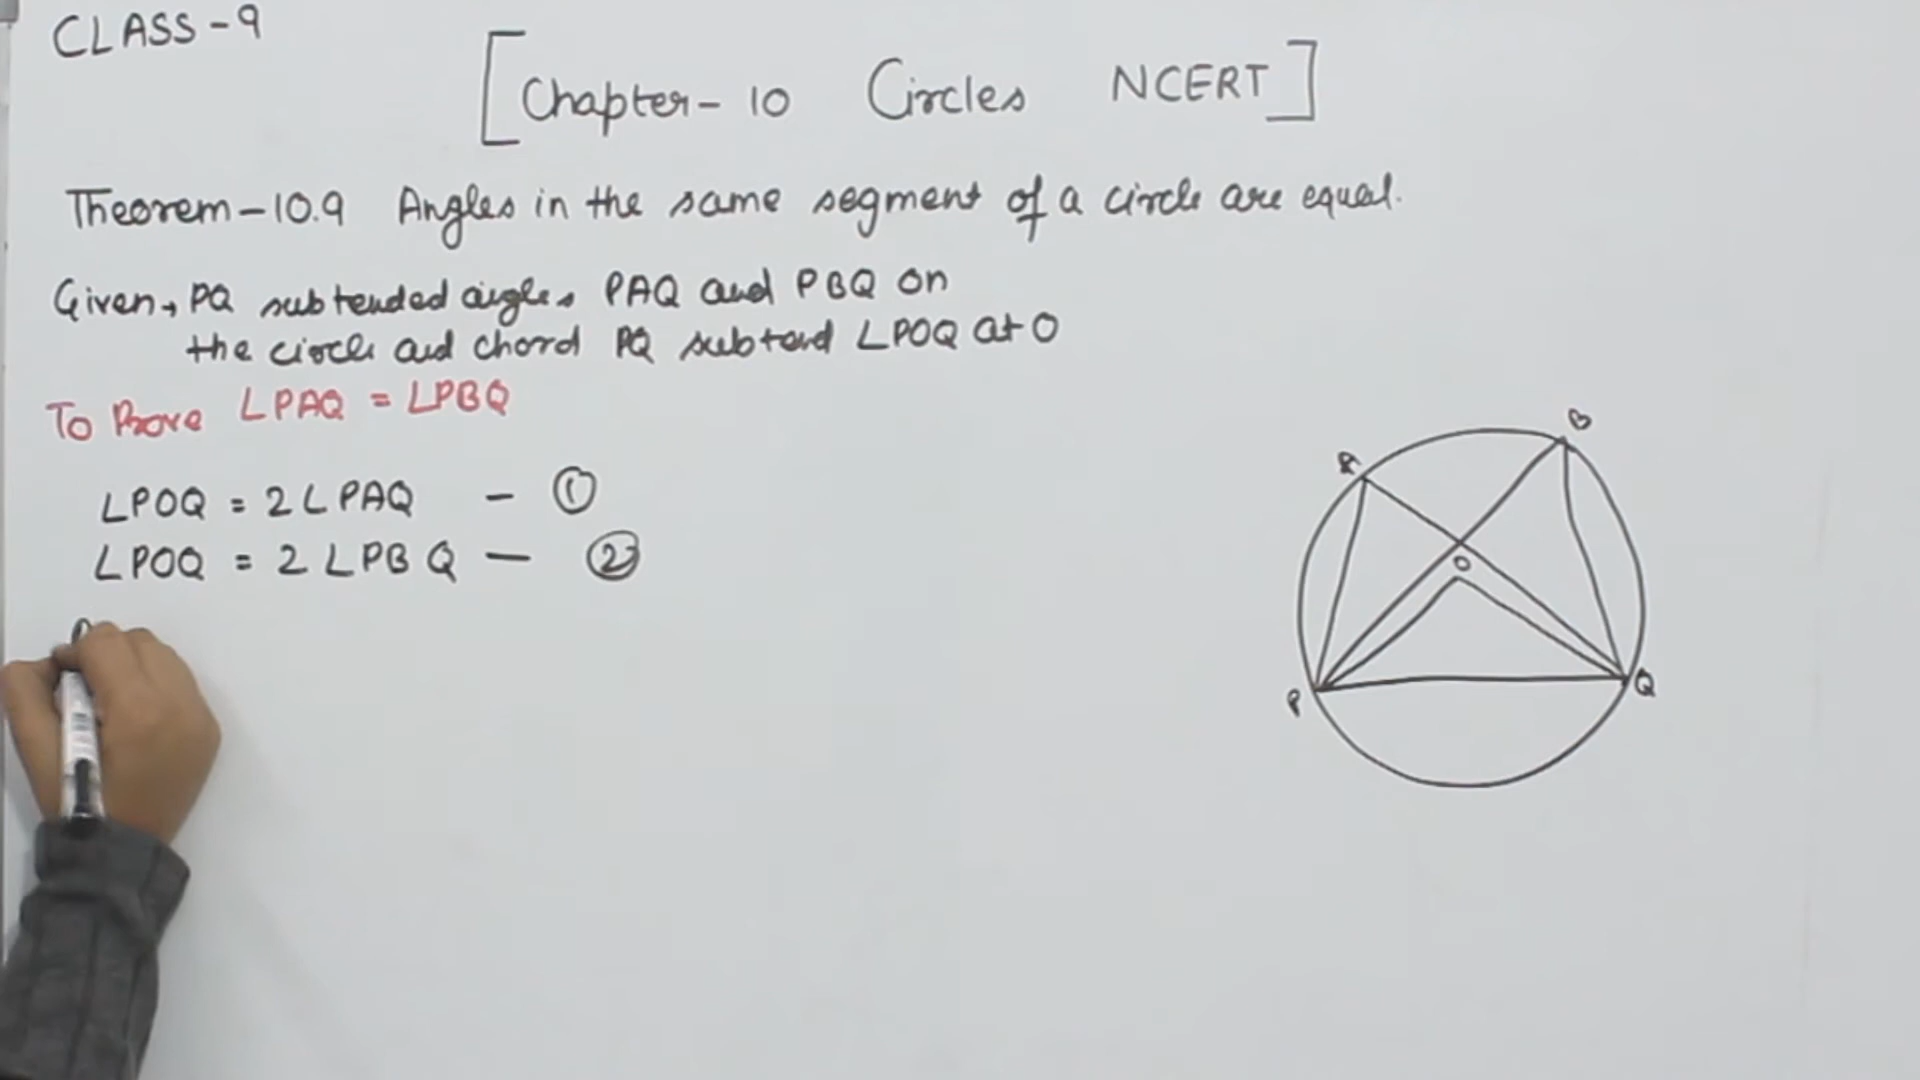 CLASS-9
[Chapter-10 Circles NCERT]
Theorem-10.9 Angles in the same segment of a circle are equal.
Given, PQ subtended angles PAQ and PBQ on
the circle and chord PQ subtend ∠POQ at O
To Prove ∠PAQ = ∠PBQ
∠POQ = 2∠PAQ - ①
∠POQ = 2∠PBQ - ②
A
B
O
P
Q